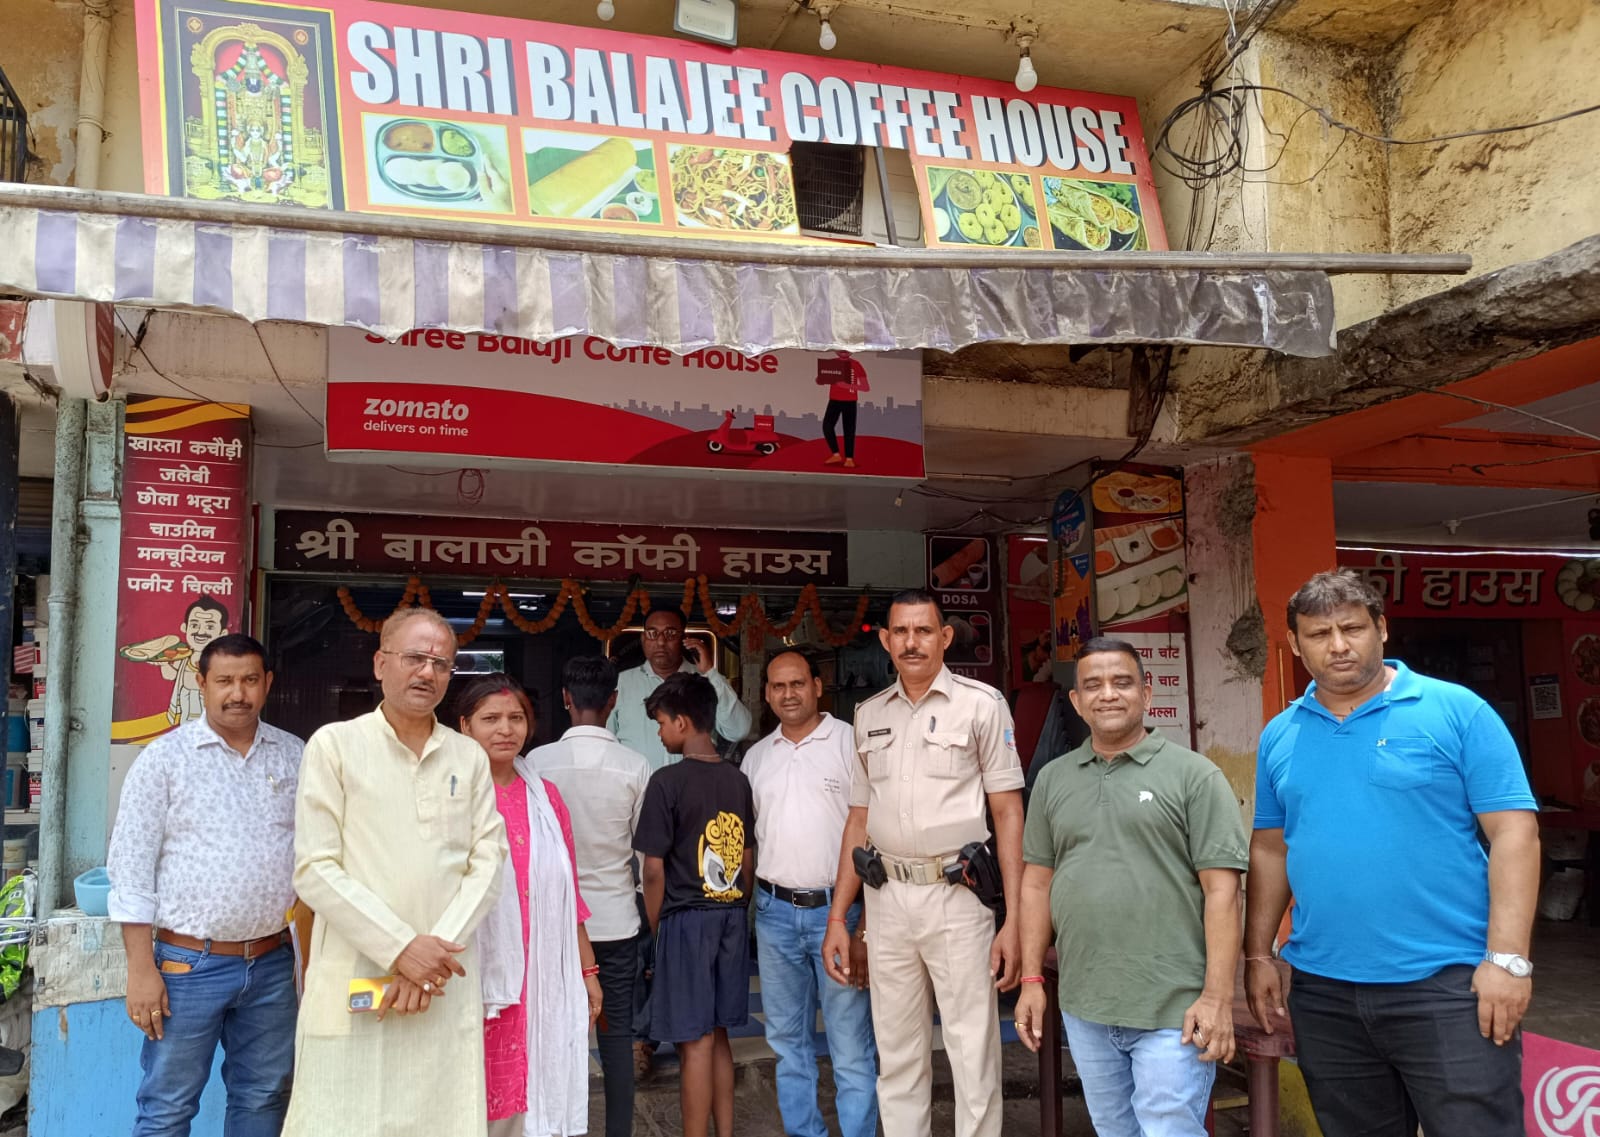 SHRI BALAJEE COFFEE HOUSE
Shree Balaji Coffe House
zomato
delivers on time
खास्ता कचौड़ी
जलेबी
छोला भटूरा
चाउमिन
मनचूरियन
पनीर चिल्ली
श्री बालाजी कॉफी हाउस
DOSA
चाट
चाट
भल्ला
हाउस